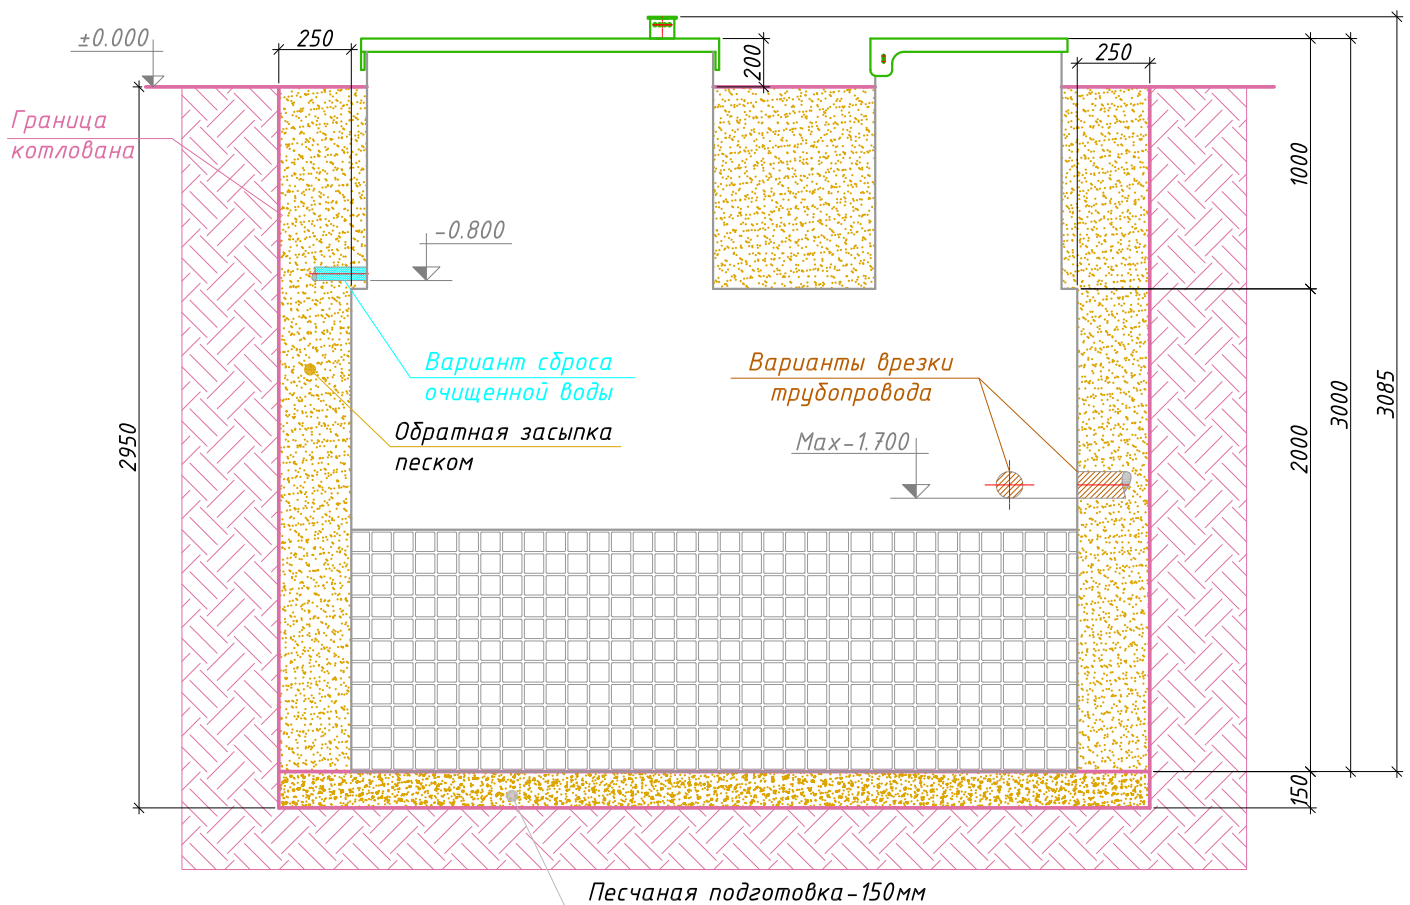 ±0.000
250
200
250
Граница
котлована
1000
-0.800
Вариант сброса
очищенной воды
Варианты врезки
трубопровода
3000
3085
Обратная засыпка
песком
Max-1.700
2950
2000
150
Песчаная подготовка-150мм